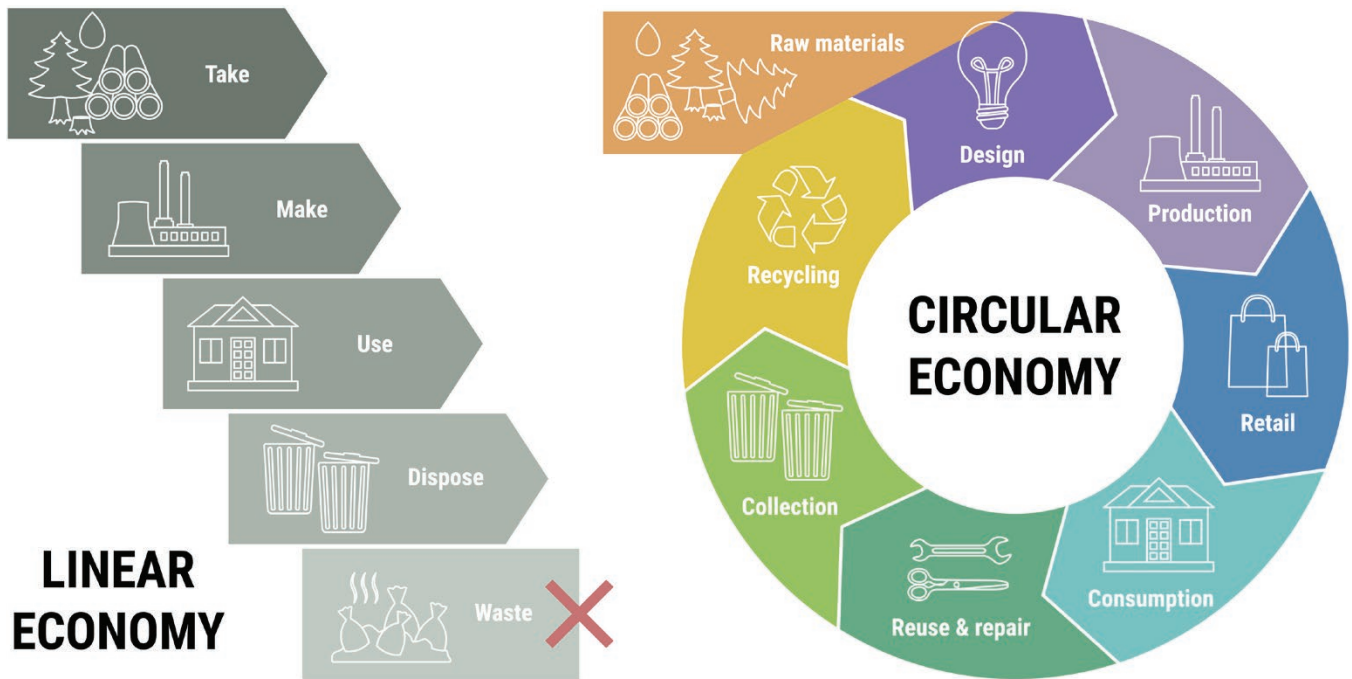 Take
Make
Use
Dispose
Waste
LINEAR
ECONOMY
Raw materials
Design
Production
Retail
Consumption
Reuse & repair
Collection
Recycling
CIRCULAR
ECONOMY